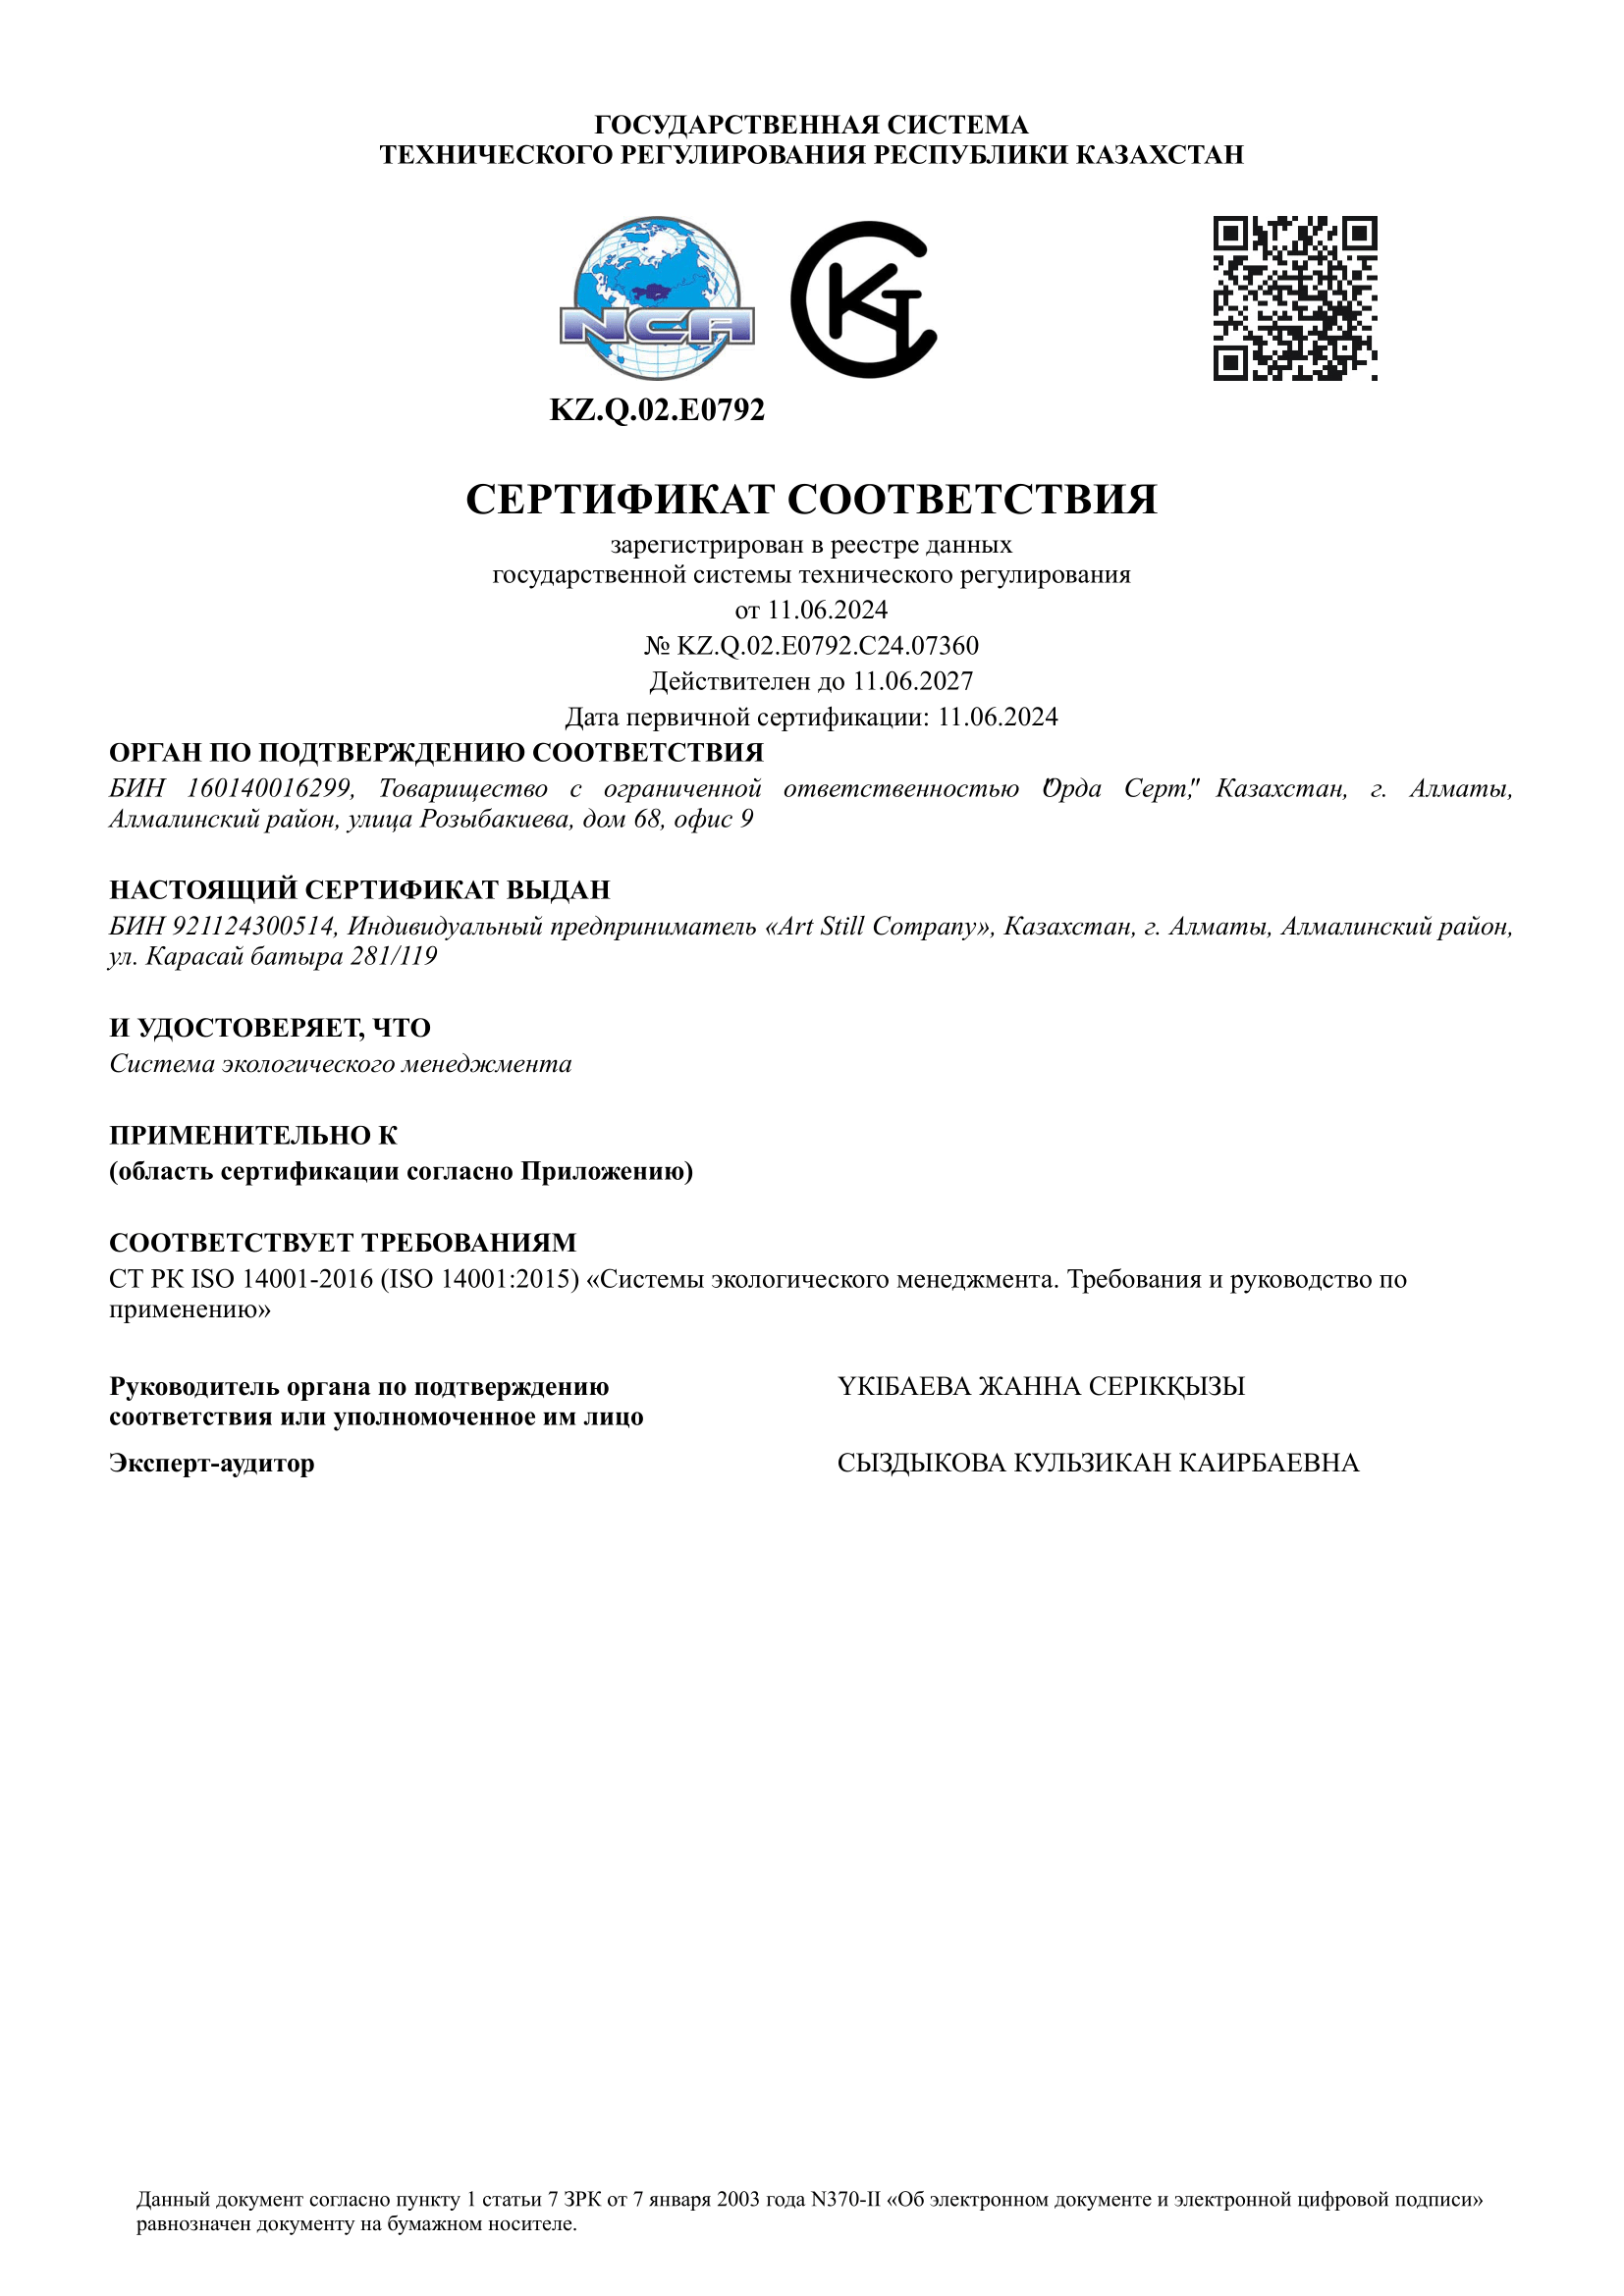 ГОСУДАРСТВЕННАЯ СИСТЕМА
ТЕХНИЧЕСКОГО РЕГУЛИРОВАНИЯ РЕСПУБЛИКИ КАЗАХСТАН
NCA
KZ.Q.02.E0792
СЕРТИФИКАТ СООТВЕТСТВИЯ
зарегистрирован в реестре данных
государственной системы технического регулирования
от 11.06.2024
№ KZ.Q.02.E0792.C24.07360
Действителен до 11.06.2027
Дата первичной сертификации: 11.06.2024
ОРГАН ПО ПОДТВЕРЖДЕНИЮ СООТВЕТСТВИЯ
БИН 160140016299, Товарищество с ограниченной ответственностью "Орда Серт", Казахстан, г. Алматы,
Алмалинский район, улица Розыбакиева, дом 68, офис 9
НАСТОЯЩИЙ СЕРТИФИКАТ ВЫДАН
БИН 921124300514, Индивидуальный предприниматель «Art Still Company», Казахстан, г. Алматы, Алмалинский район,
ул. Карасай батыра 281/119
И УДОСТОВЕРЯЕТ, ЧТО
Система экологического менеджмента
ПРИМЕНИТЕЛЬНО К
(область сертификации согласно Приложению)
СООТВЕТСТВУЕТ ТРЕБОВАНИЯМ
СТ РК ISO 14001-2016 (ISO 14001:2015) «Системы экологического менеджмента. Требования и руководство по
применению»
Руководитель органа по подтверждению
соответствия или уполномоченное им лицо
ҮКІБАЕВА ЖАННА СЕРІКҚЫЗЫ
Эксперт-аудитор
СЫЗДЫКОВА КУЛЬЗИКАН КАИРБАЕВНА
Данный документ согласно пункту 1 статьи 7 ЗРК от 7 января 2003 года N370-II «Об электронном документе и электронной цифровой подписи»
равнозначен документу на бумажном носителе.